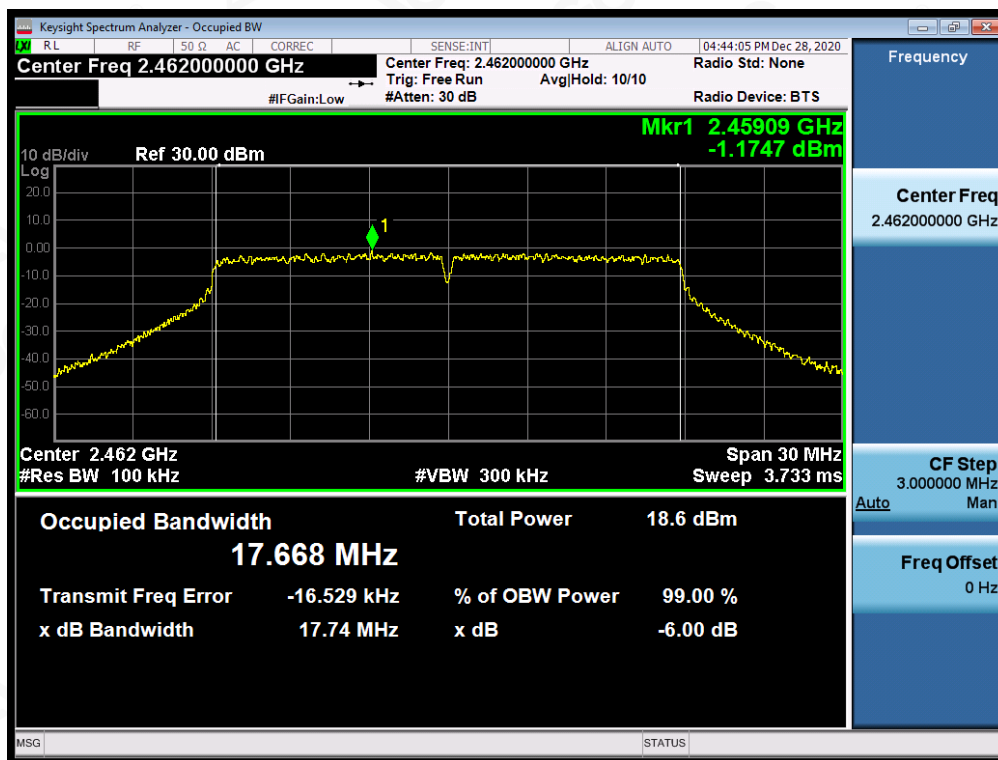 Keysight Spectrum Analyzer - Occupied BW
LXI RL RF 50 Ω AC CORREC SENSE:INT ALIGN AUTO 04:44:05 PM Dec 28, 2020
Center Freq 2.462000000 GHz
Center Freq: 2.462000000 GHz
Radio Std: None
Trig: Free Run Avg|Hold: 10/10
#IFGain:Low #Atten: 30 dB Radio Device: BTS
Mkr1 2.45909 GHz
-1.1747 dBm
10 dB/div Ref 30.00 dBm
Log
20.0
10.0
1
0.00
-10.0
-20.0
-30.0
-40.0
-50.0
-60.0
Center 2.462 GHz Span 30 MHz
#Res BW 100 kHz #VBW 300 kHz Sweep 3.733 ms
Occupied Bandwidth Total Power 18.6 dBm
17.668 MHz
Transmit Freq Error -16.529 kHz % of OBW Power 99.00 %
x dB Bandwidth 17.74 MHz x dB -6.00 dB
MSG STATUS
Frequency
Center Freq
2.462000000 GHz
CF Step
3.000000 MHz
Auto Man
Freq Offset
0 Hz